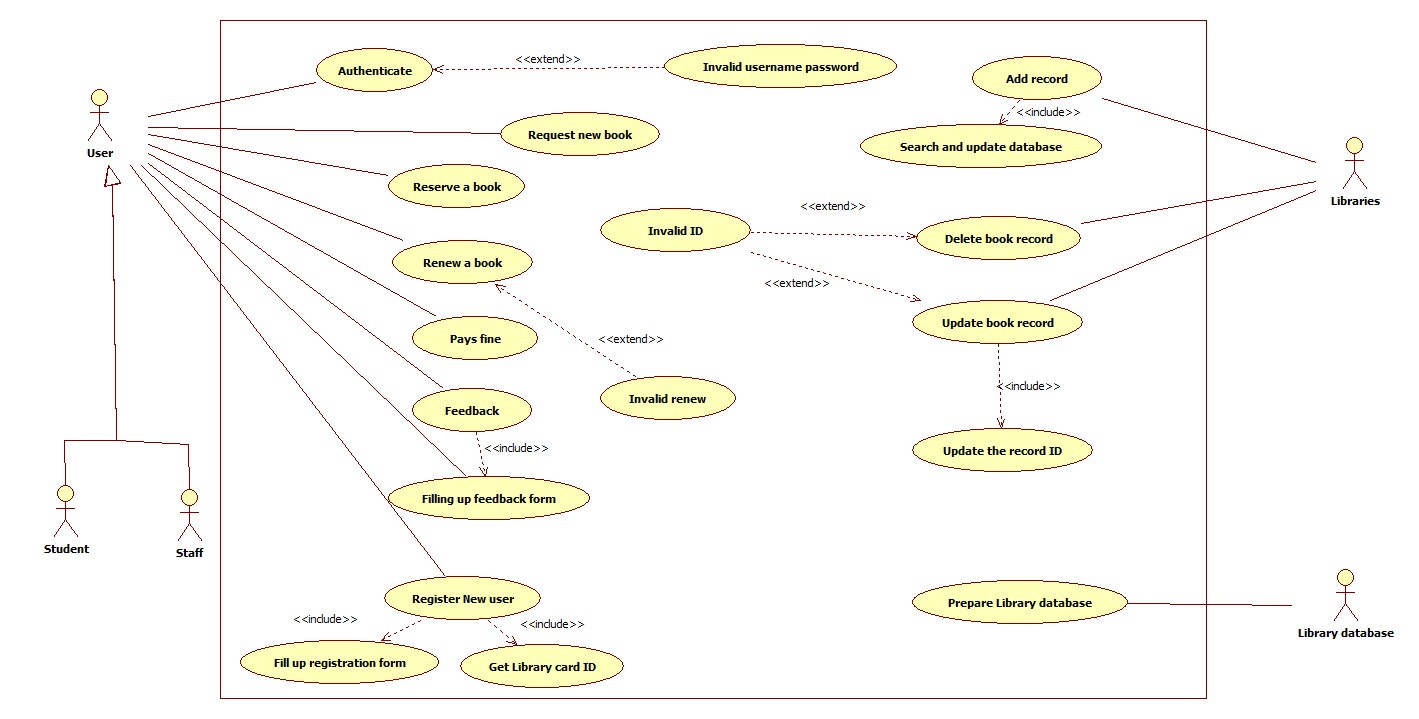 Authenticate
<<extend>>
Invalid username password
Add record
<<include>>
Search and update database
User
Request new book
Reserve a book
Libraries
Invalid ID
<<extend>>
Delete book record
Renew a book
<<extend>>
Update book record
Pays fine
<<extend>>
Invalid renew
<<include>>
Feedback
<<include>>
Update the record ID
Filling up feedback form
Student
Staff
Register New user
Prepare Library database
Library database
<<include>>
<<include>>
Fill up registration form
Get Library card ID